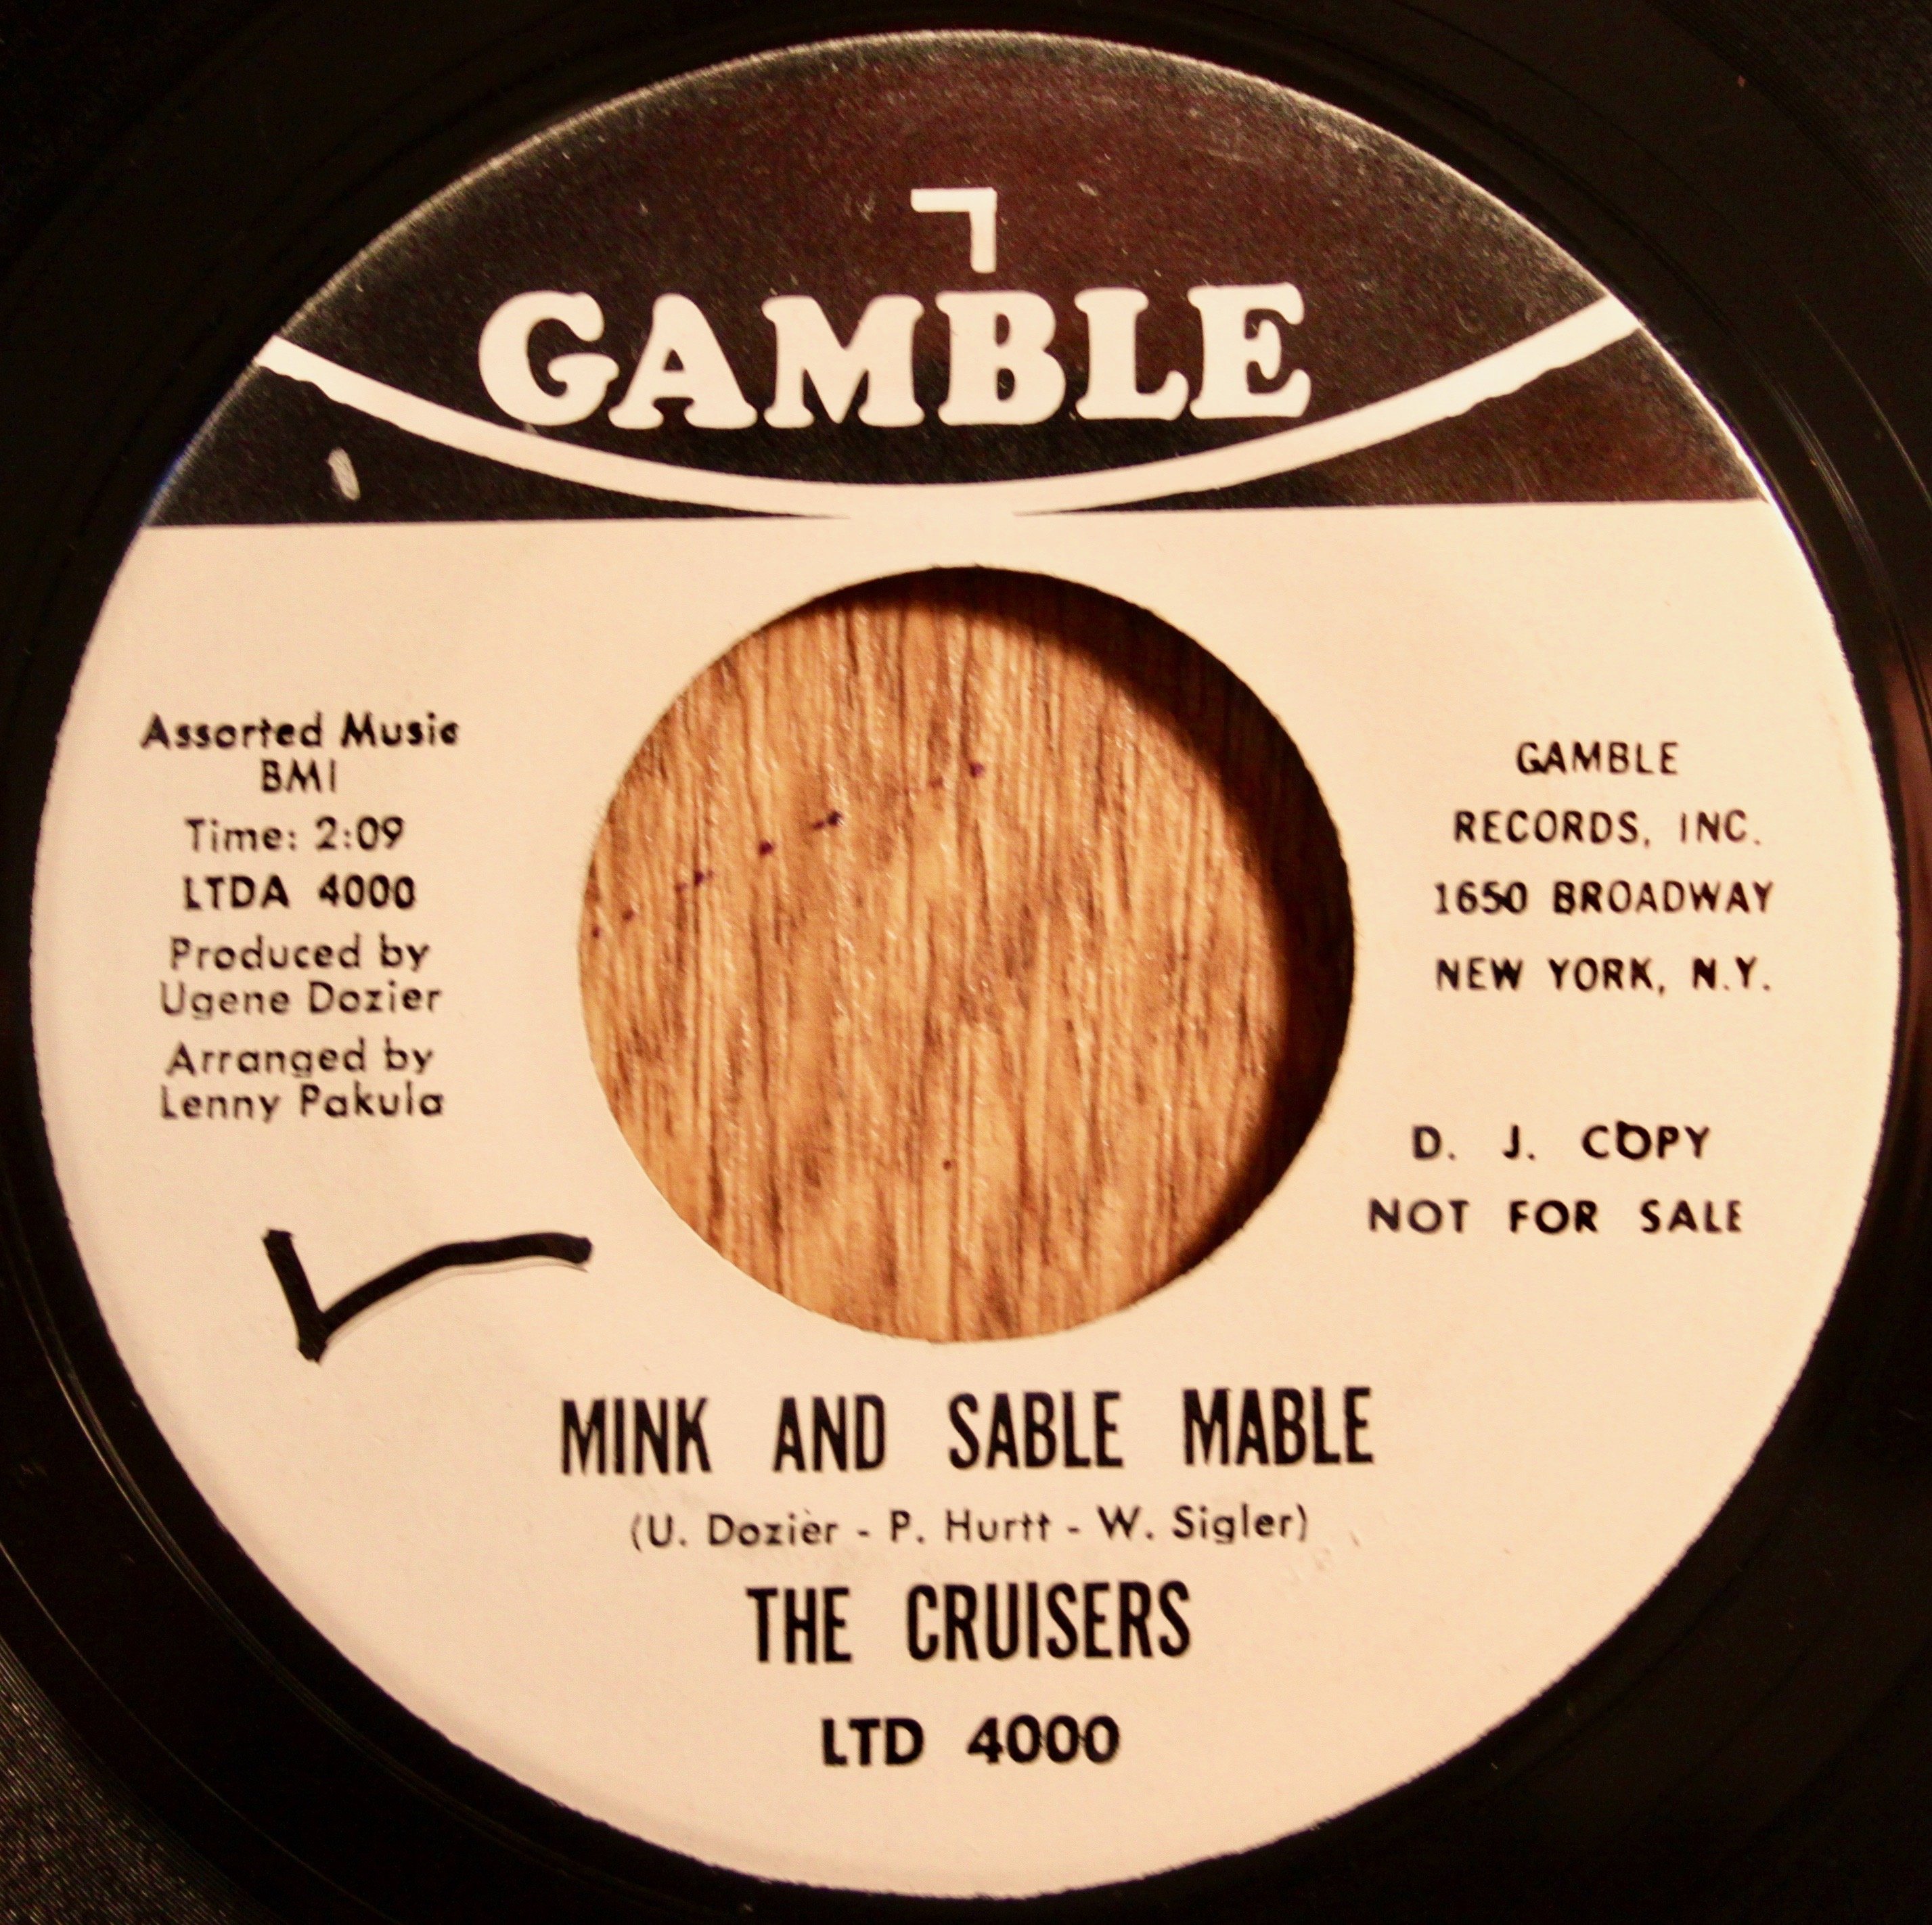 GAMBLE
Assorted Music
BMI
Time: 2:09
LTDA 4000
Produced by
Ugene Dozier
Arranged by
Lenny Pakula
GAMBLE
RECORDS, INC.
1650 BROADWAY
NEW YORK, N.Y.
D. J. COPY
NOT FOR SALE
MINK AND SABLE MABLE
(U. Dozier - P. Hurtt - W. Sigler)
THE CRUISERS
LTD 4000